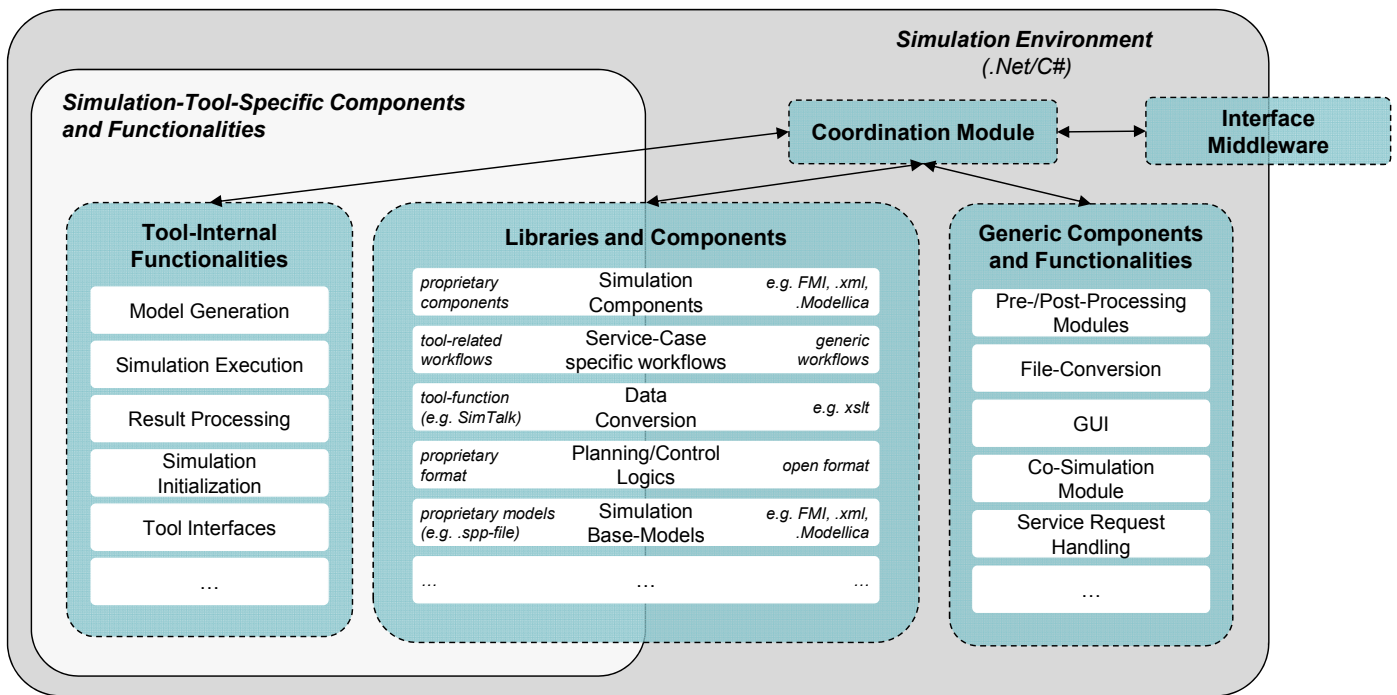 Simulation Environment
(.Net/C#)
Simulation-Tool-Specific Components
and Functionalities
Coordination Module
Interface
Middleware
Tool-Internal
Functionalities
Model Generation
Simulation Execution
Result Processing
Simulation
Initialization
Tool Interfaces
...
Libraries and Components
proprietary
components
Simulation
Components
e.g. FMI, .xml,
.Modellica
tool-related
workflows
Service-Case
specific workflows
generic
workflows
tool-function
(e.g. SimTalk)
Data
Conversion
e.g. xslt
proprietary
format
Planning/Control
Logics
open format
proprietary models
(e.g. .spp-file)
Simulation
Base-Models
e.g. FMI, .xml,
.Modellica
...
...
...
Generic Components
and Functionalities
Pre-/Post-Processing
Modules
File-Conversion
GUI
Co-Simulation
Module
Service Request
Handling
...